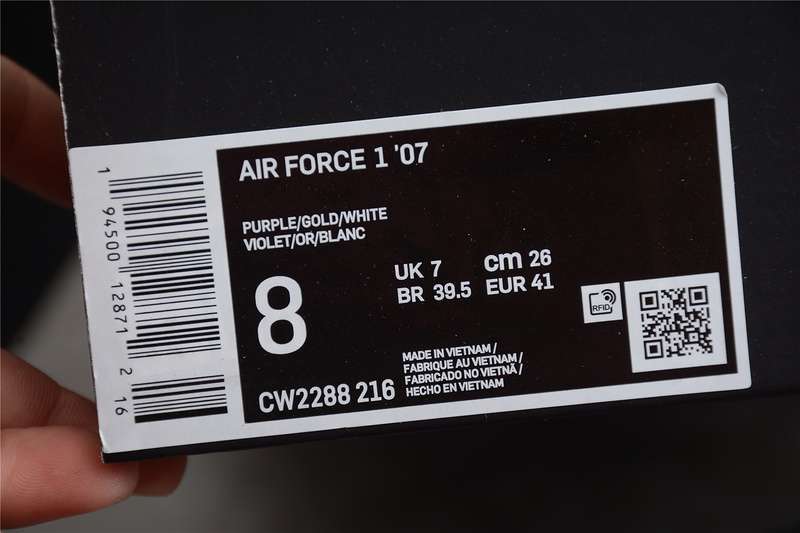 AIR FORCE 1 '07
PURPLE/GOLD/WHITE
VIOLET/OR/BLANC
8
UK 7 cm 26
BR 39.5 EUR 41
RFID
CW2288 216
MADE IN VIETNAM /
FABRIQUE AU VIETNAM /
FABRICADO NO VIETNÃ /
HECHO EN VIETNAM
1 94500 12871 2 16